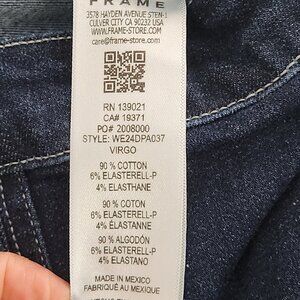 FRAME
3578 HAYDEN AVENUE STEN-1
CULVER CITY CA 90232 USA
WWW.FRAME-STORE.COM
care@frame-store.com
RN 139021
CA# 19371
PO# 2008000
STYLE: WE24DPA037
VIRGO
90 % COTTON
6% ELASTERELL-P
4% ELASTHANE
90 % COTON
6% ELASTERELL-P
4% ÉLASTANNE
90 % ALGODÓN
6% ELASTERELL-P
4% ELASTANO
MADE IN MEXICO
FABRIQUÉ AU MEXIQUE